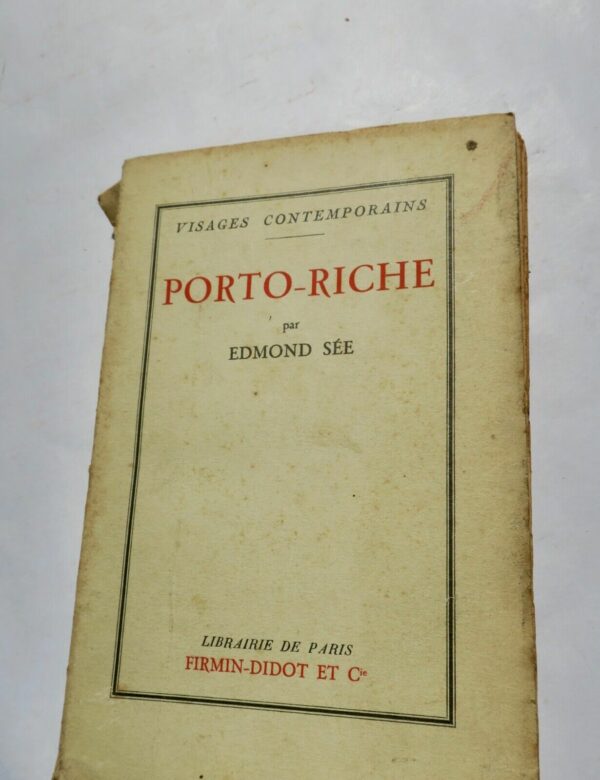 VISAGES CONTEMPORAINS
PORTO-RICHE
par
EDMOND SÉE
LIBRAIRIE DE PARIS
FIRMIN-DIDOT ET Cie